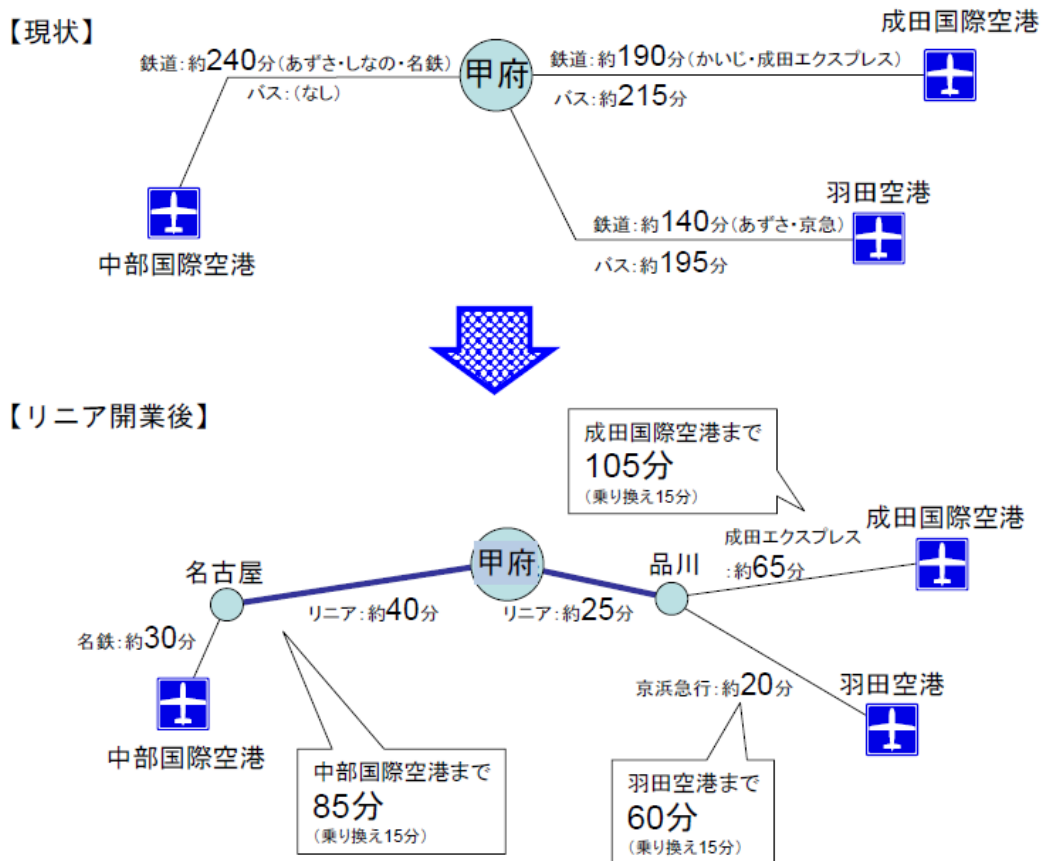 【現状】
成田国際空港
鉄道:約240分(あずさ・しなの・名鉄)
バス:(なし)
甲府
鉄道:約190分(かいじ・成田エクスプレス)
バス:約215分
羽田空港
鉄道:約140分(あずさ・京急)
バス:約195分
中部国際空港
【リニア開業後】
成田国際空港まで
105分
(乗り換え15分)
成田国際空港
成田エクスプレス
:約65分
甲府
品川
名古屋
リニア:約40分
リニア:約25分
名鉄:約30分
京浜急行:約20分
羽田空港
中部国際空港
中部国際空港まで
85分
(乗り換え15分)
羽田空港まで
60分
(乗り換え15分)